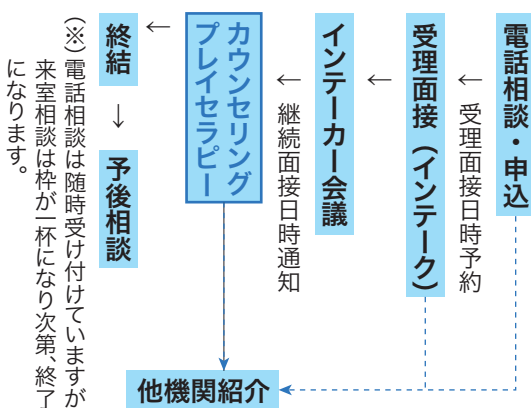 電話相談・申込
↓
受理面接日時予約
受理面接（インテーク）
↓
インテーカー会議
↓
継続面接日時通知
カウンセリング
プレイセラピー
↓
終結
→
予後相談
他機関紹介
（※）電話相談は随時受け付けていますが
来室相談は枠が一杯になり次第、終了
になります。